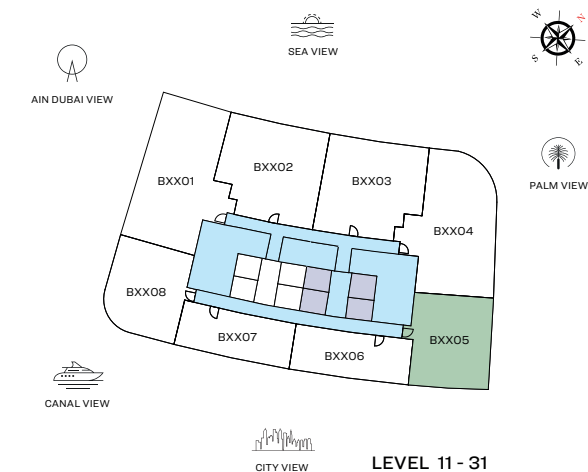 SEA VIEW
W
N
S
E
AIN DUBAI VIEW
PALM VIEW
BXX01
BXX02
BXX03
BXX04
BXX05
BXX06
BXX07
BXX08
CANAL VIEW
CITY VIEW
LEVEL 11 - 31